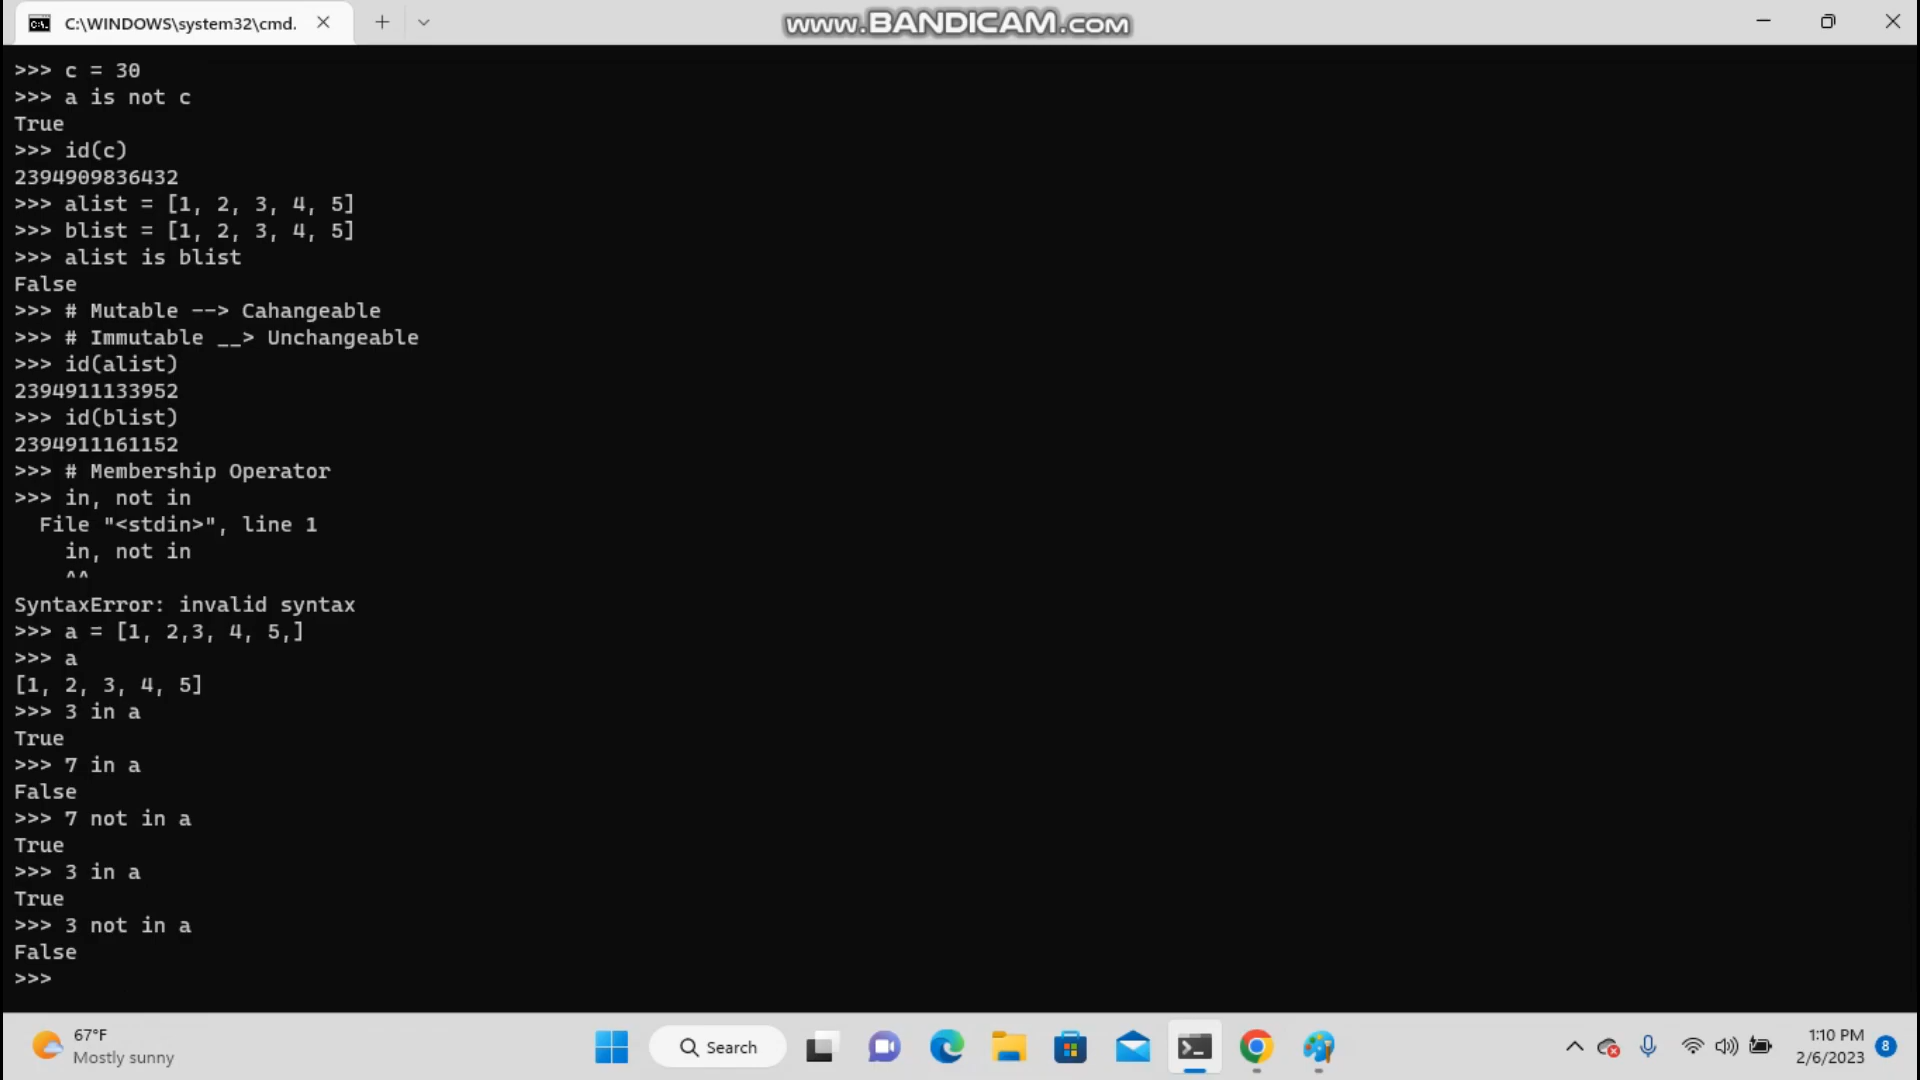 C:\WINDOWS\system32\cmd.
www.BANDICAM.com
>>> c = 30
>>> a is not c
True
>>> id(c)
2394909836432
>>> alist = [1, 2, 3, 4, 5]
>>> blist = [1, 2, 3, 4, 5]
>>> alist is blist
False
>>> # Mutable --> Cahangeable
>>> # Immutable __> Unchangeable
>>> id(alist)
2394911133952
>>> id(blist)
2394911161152
>>> # Membership Operator
>>> in, not in
  File "<stdin>", line 1
    in, not in
    ^^
SyntaxError: invalid syntax
>>> a = [1, 2,3, 4, 5,]
>>> a
[1, 2, 3, 4, 5]
>>> 3 in a
True
>>> 7 in a
False
>>> 7 not in a
True
>>> 3 in a
True
>>> 3 not in a
False
>>>
67°F
Mostly sunny
Search
1:10 PM
2/6/2023
8